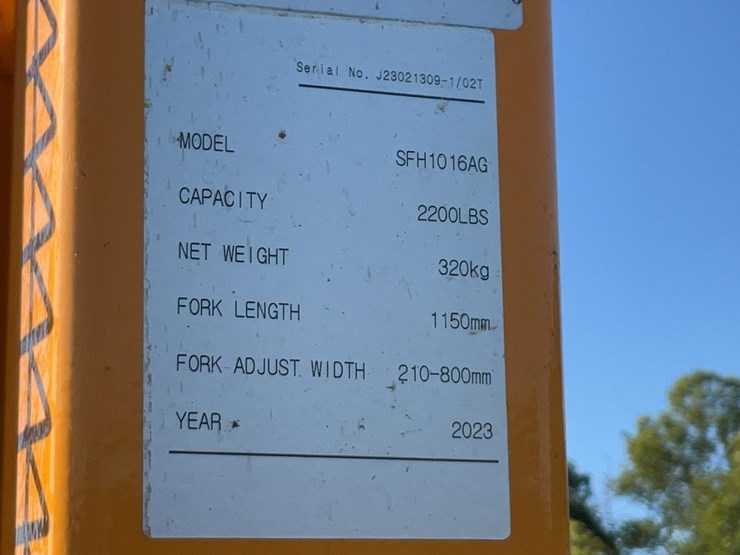 Serial No. J23021309-1/02T
MODEL SFH1016AG
CAPACITY 2200LBS
NET WEIGHT 320kg
FORK LENGTH 1150mm
FORK ADJUST WIDTH 210-800mm
YEAR 2023